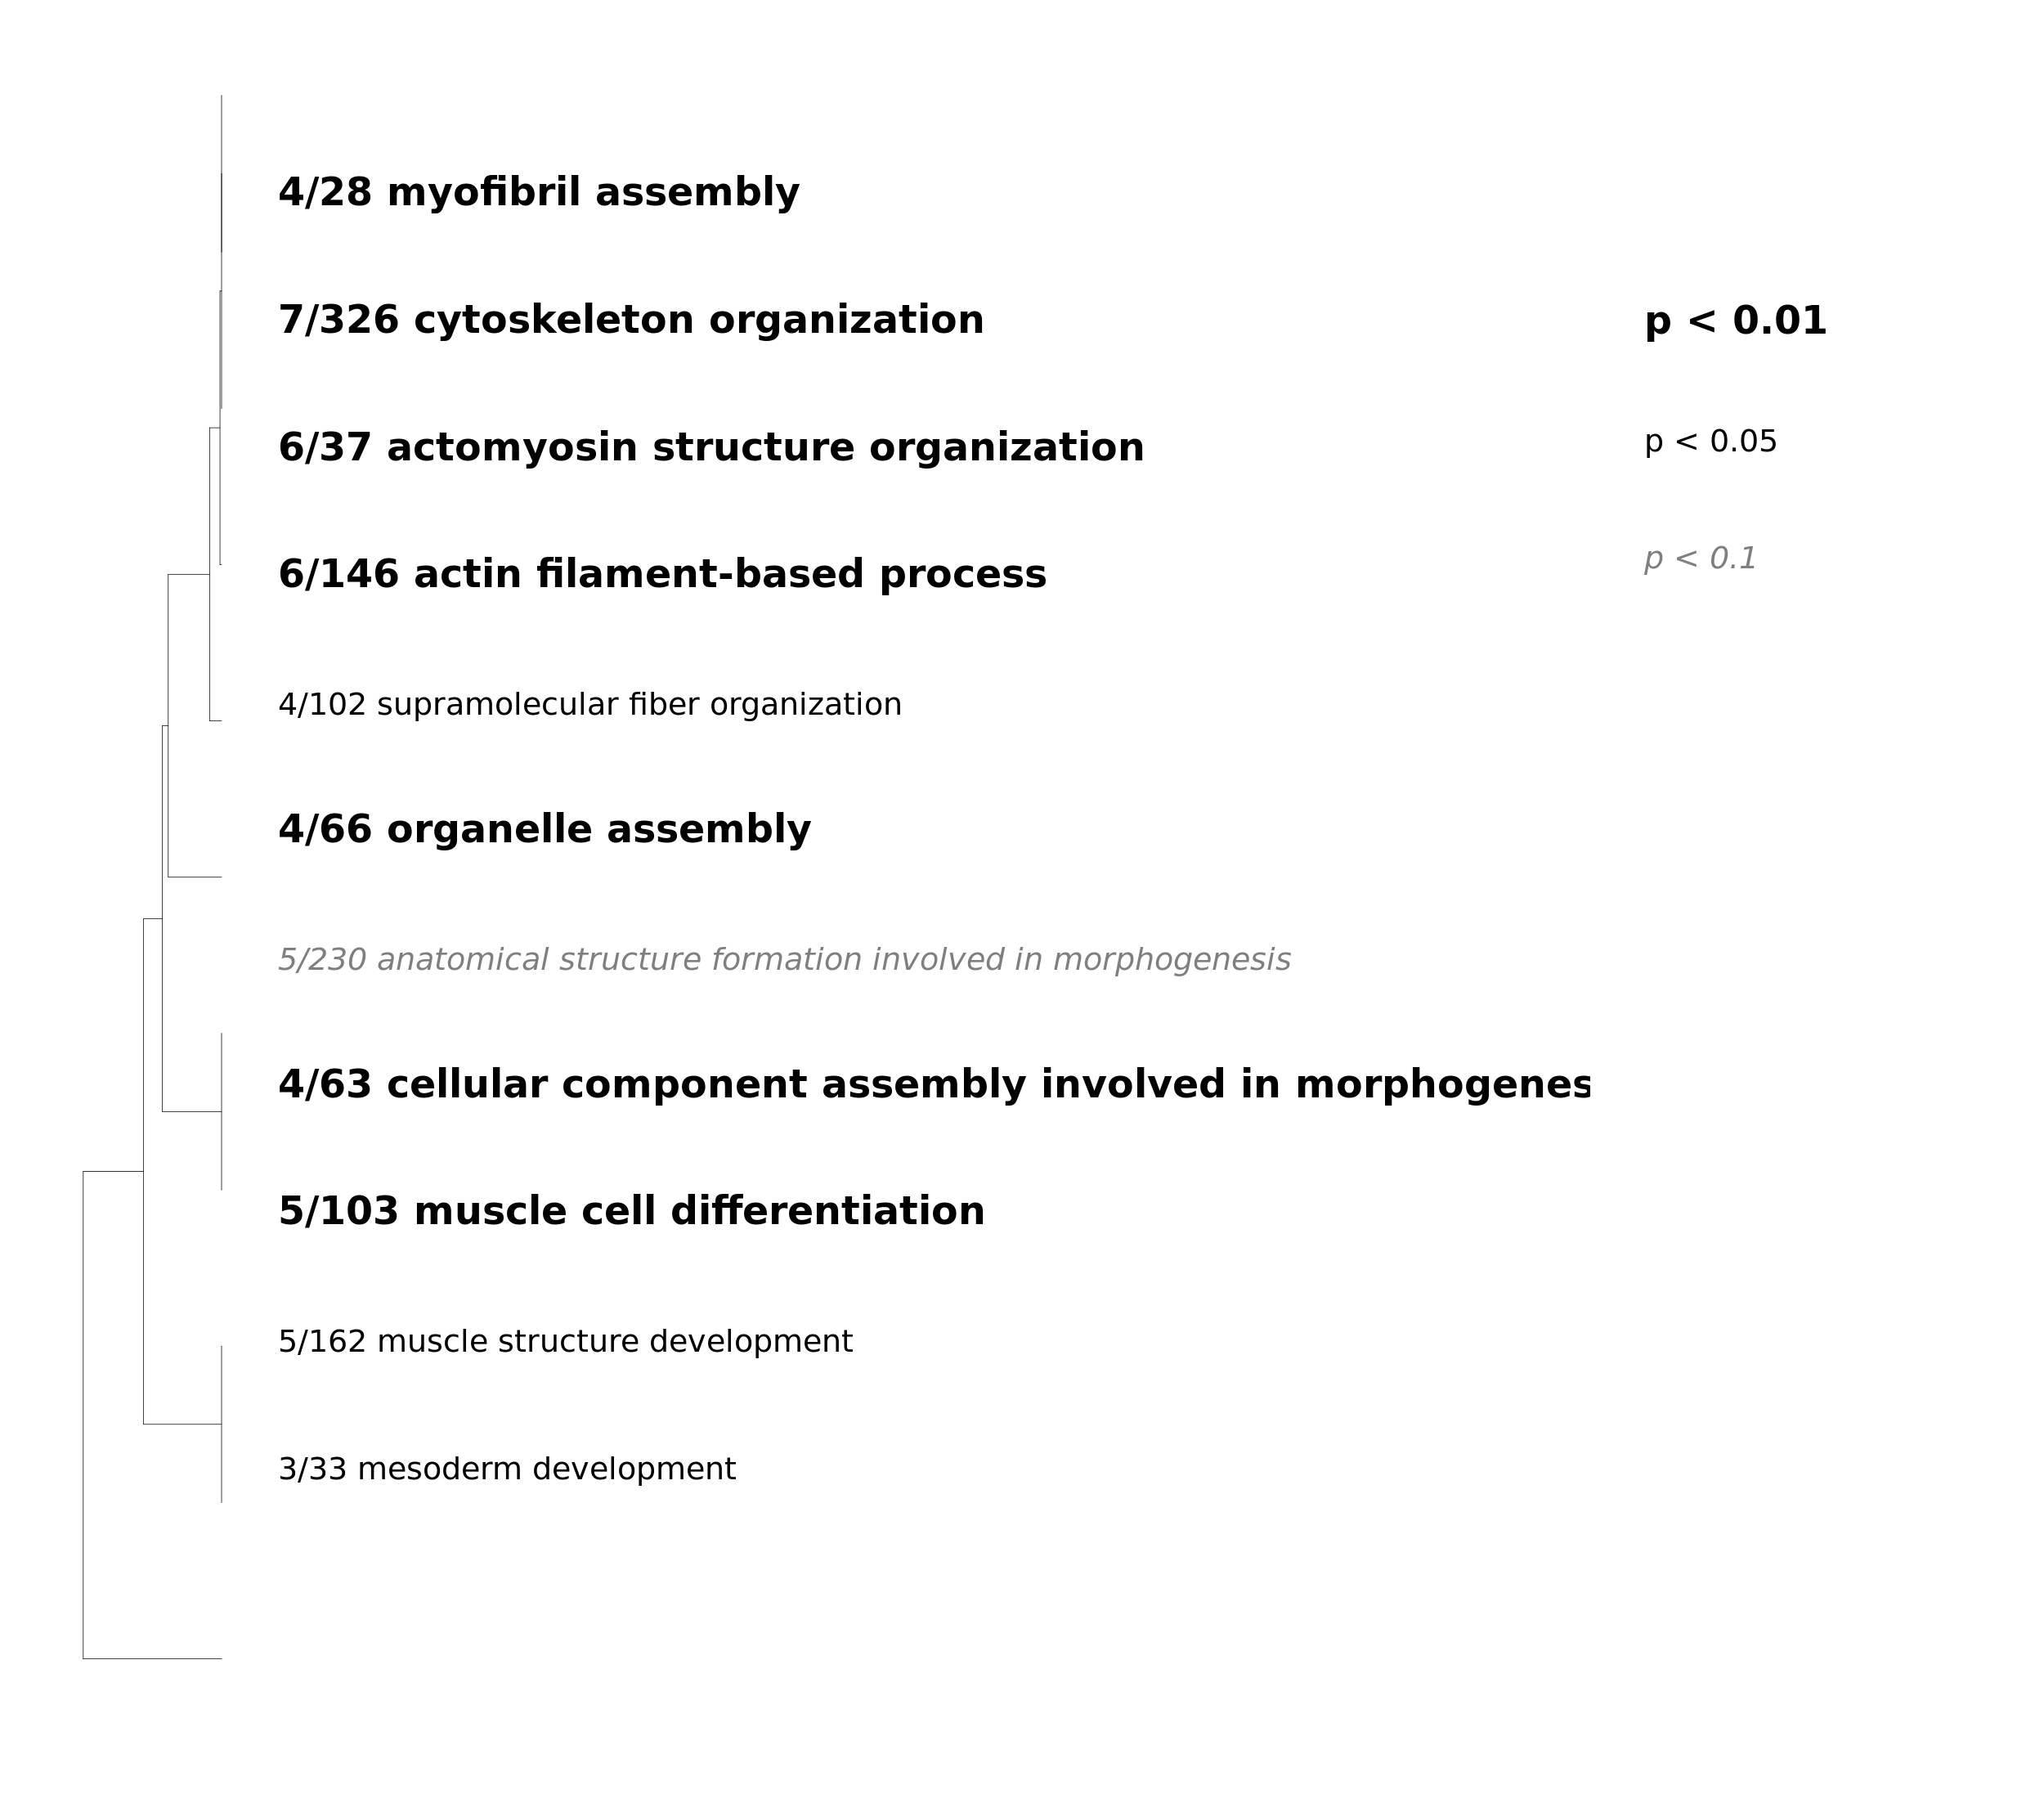 4/28 myofibril assembly
7/326 cytoskeleton organization
p < 0.01
6/37 actomyosin structure organization
p < 0.05
6/146 actin filament-based process
p < 0.1
4/102 supramolecular fiber organization
4/66 organelle assembly
5/230 anatomical structure formation involved in morphogenesis
4/63 cellular component assembly involved in morphogenes
5/103 muscle cell differentiation
5/162 muscle structure development
3/33 mesoderm development